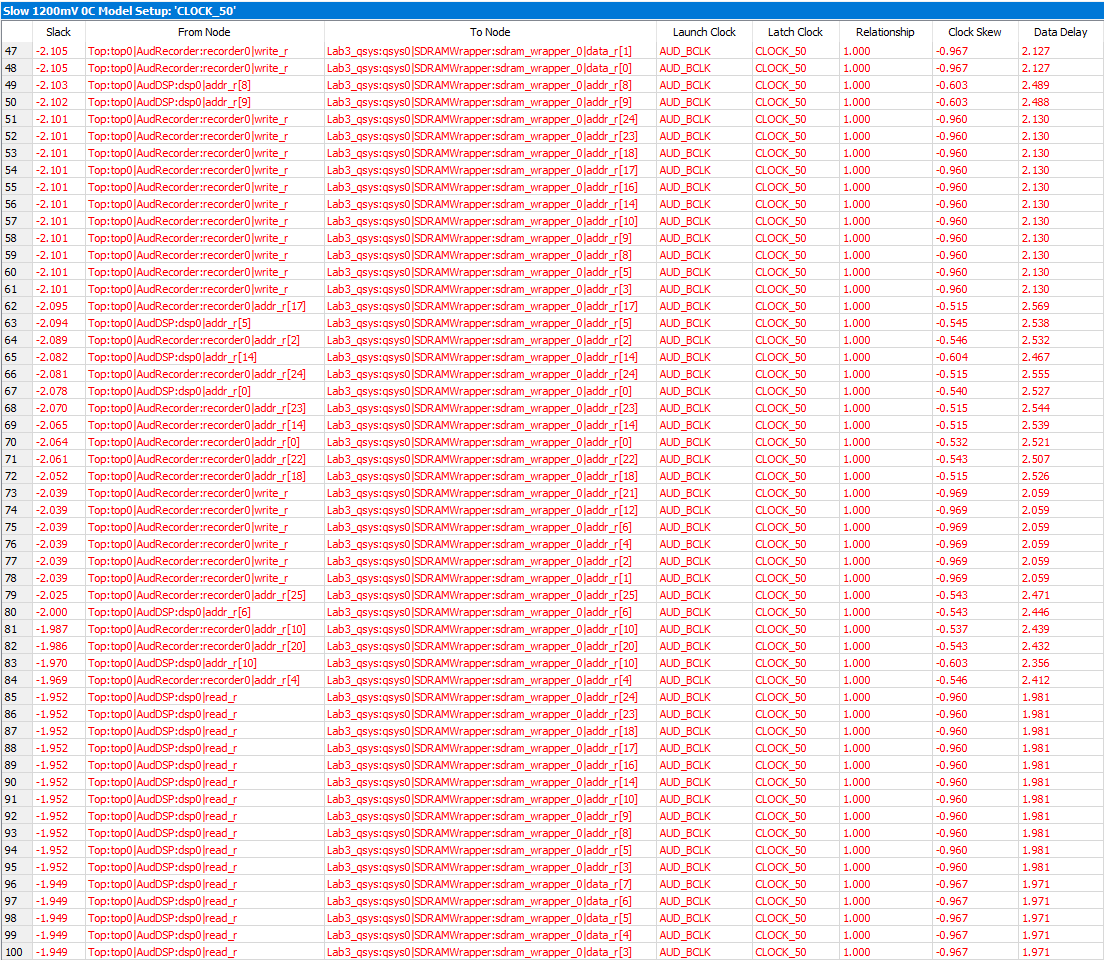 Slow 1200mV 0C Model Setup: 'CLOCK_50'
Slack From Node To Node Launch Clock Latch Clock Relationship Clock Skew Data Delay
47 -2.105 Top:top0|AudRecorder:recorder0|write_r Lab3_qsys:qsys0|SDRAMWrapper:sdram_wrapper_0|data_r[1] AUD_BCLK CLOCK_50 1.000 -0.967 2.127
48 -2.105 Top:top0|AudRecorder:recorder0|write_r Lab3_qsys:qsys0|SDRAMWrapper:sdram_wrapper_0|data_r[0] AUD_BCLK CLOCK_50 1.000 -0.967 2.127
49 -2.103 Top:top0|AudDSP:dsp0|addr_r[8] Lab3_qsys:qsys0|SDRAMWrapper:sdram_wrapper_0|addr_r[8] AUD_BCLK CLOCK_50 1.000 -0.603 2.489
50 -2.102 Top:top0|AudDSP:dsp0|addr_r[9] Lab3_qsys:qsys0|SDRAMWrapper:sdram_wrapper_0|addr_r[9] AUD_BCLK CLOCK_50 1.000 -0.603 2.488
51 -2.101 Top:top0|AudRecorder:recorder0|write_r Lab3_qsys:qsys0|SDRAMWrapper:sdram_wrapper_0|addr_r[24] AUD_BCLK CLOCK_50 1.000 -0.960 2.130
52 -2.101 Top:top0|AudRecorder:recorder0|write_r Lab3_qsys:qsys0|SDRAMWrapper:sdram_wrapper_0|addr_r[23] AUD_BCLK CLOCK_50 1.000 -0.960 2.130
53 -2.101 Top:top0|AudRecorder:recorder0|write_r Lab3_qsys:qsys0|SDRAMWrapper:sdram_wrapper_0|addr_r[18] AUD_BCLK CLOCK_50 1.000 -0.960 2.130
54 -2.101 Top:top0|AudRecorder:recorder0|write_r Lab3_qsys:qsys0|SDRAMWrapper:sdram_wrapper_0|addr_r[17] AUD_BCLK CLOCK_50 1.000 -0.960 2.130
55 -2.101 Top:top0|AudRecorder:recorder0|write_r Lab3_qsys:qsys0|SDRAMWrapper:sdram_wrapper_0|addr_r[16] AUD_BCLK CLOCK_50 1.000 -0.960 2.130
56 -2.101 Top:top0|AudRecorder:recorder0|write_r Lab3_qsys:qsys0|SDRAMWrapper:sdram_wrapper_0|addr_r[14] AUD_BCLK CLOCK_50 1.000 -0.960 2.130
57 -2.101 Top:top0|AudRecorder:recorder0|write_r Lab3_qsys:qsys0|SDRAMWrapper:sdram_wrapper_0|addr_r[10] AUD_BCLK CLOCK_50 1.000 -0.960 2.130
58 -2.101 Top:top0|AudRecorder:recorder0|write_r Lab3_qsys:qsys0|SDRAMWrapper:sdram_wrapper_0|addr_r[9] AUD_BCLK CLOCK_50 1.000 -0.960 2.130
59 -2.101 Top:top0|AudRecorder:recorder0|write_r Lab3_qsys:qsys0|SDRAMWrapper:sdram_wrapper_0|addr_r[8] AUD_BCLK CLOCK_50 1.000 -0.960 2.130
60 -2.101 Top:top0|AudRecorder:recorder0|write_r Lab3_qsys:qsys0|SDRAMWrapper:sdram_wrapper_0|addr_r[5] AUD_BCLK CLOCK_50 1.000 -0.960 2.130
61 -2.101 Top:top0|AudRecorder:recorder0|write_r Lab3_qsys:qsys0|SDRAMWrapper:sdram_wrapper_0|addr_r[3] AUD_BCLK CLOCK_50 1.000 -0.960 2.130
62 -2.095 Top:top0|AudRecorder:recorder0|addr_r[17] Lab3_qsys:qsys0|SDRAMWrapper:sdram_wrapper_0|addr_r[17] AUD_BCLK CLOCK_50 1.000 -0.515 2.569
63 -2.094 Top:top0|AudDSP:dsp0|addr_r[5] Lab3_qsys:qsys0|SDRAMWrapper:sdram_wrapper_0|addr_r[5] AUD_BCLK CLOCK_50 1.000 -0.545 2.538
64 -2.089 Top:top0|AudRecorder:recorder0|addr_r[2] Lab3_qsys:qsys0|SDRAMWrapper:sdram_wrapper_0|addr_r[2] AUD_BCLK CLOCK_50 1.000 -0.546 2.532
65 -2.082 Top:top0|AudDSP:dsp0|addr_r[14] Lab3_qsys:qsys0|SDRAMWrapper:sdram_wrapper_0|addr_r[14] AUD_BCLK CLOCK_50 1.000 -0.604 2.467
66 -2.081 Top:top0|AudRecorder:recorder0|addr_r[24] Lab3_qsys:qsys0|SDRAMWrapper:sdram_wrapper_0|addr_r[24] AUD_BCLK CLOCK_50 1.000 -0.515 2.555
67 -2.078 Top:top0|AudDSP:dsp0|addr_r[0] Lab3_qsys:qsys0|SDRAMWrapper:sdram_wrapper_0|addr_r[0] AUD_BCLK CLOCK_50 1.000 -0.540 2.527
68 -2.070 Top:top0|AudRecorder:recorder0|addr_r[23] Lab3_qsys:qsys0|SDRAMWrapper:sdram_wrapper_0|addr_r[23] AUD_BCLK CLOCK_50 1.000 -0.515 2.544
69 -2.065 Top:top0|AudRecorder:recorder0|addr_r[14] Lab3_qsys:qsys0|SDRAMWrapper:sdram_wrapper_0|addr_r[14] AUD_BCLK CLOCK_50 1.000 -0.515 2.539
70 -2.064 Top:top0|AudRecorder:recorder0|addr_r[0] Lab3_qsys:qsys0|SDRAMWrapper:sdram_wrapper_0|addr_r[0] AUD_BCLK CLOCK_50 1.000 -0.532 2.521
71 -2.061 Top:top0|AudRecorder:recorder0|addr_r[22] Lab3_qsys:qsys0|SDRAMWrapper:sdram_wrapper_0|addr_r[22] AUD_BCLK CLOCK_50 1.000 -0.543 2.507
72 -2.052 Top:top0|AudRecorder:recorder0|addr_r[18] Lab3_qsys:qsys0|SDRAMWrapper:sdram_wrapper_0|addr_r[18] AUD_BCLK CLOCK_50 1.000 -0.515 2.526
73 -2.039 Top:top0|AudRecorder:recorder0|write_r Lab3_qsys:qsys0|SDRAMWrapper:sdram_wrapper_0|addr_r[21] AUD_BCLK CLOCK_50 1.000 -0.969 2.059
74 -2.039 Top:top0|AudRecorder:recorder0|write_r Lab3_qsys:qsys0|SDRAMWrapper:sdram_wrapper_0|addr_r[12] AUD_BCLK CLOCK_50 1.000 -0.969 2.059
75 -2.039 Top:top0|AudRecorder:recorder0|write_r Lab3_qsys:qsys0|SDRAMWrapper:sdram_wrapper_0|addr_r[6] AUD_BCLK CLOCK_50 1.000 -0.969 2.059
76 -2.039 Top:top0|AudRecorder:recorder0|write_r Lab3_qsys:qsys0|SDRAMWrapper:sdram_wrapper_0|addr_r[4] AUD_BCLK CLOCK_50 1.000 -0.969 2.059
77 -2.039 Top:top0|AudRecorder:recorder0|write_r Lab3_qsys:qsys0|SDRAMWrapper:sdram_wrapper_0|addr_r[2] AUD_BCLK CLOCK_50 1.000 -0.969 2.059
78 -2.039 Top:top0|AudRecorder:recorder0|write_r Lab3_qsys:qsys0|SDRAMWrapper:sdram_wrapper_0|addr_r[1] AUD_BCLK CLOCK_50 1.000 -0.969 2.059
79 -2.025 Top:top0|AudRecorder:recorder0|addr_r[25] Lab3_qsys:qsys0|SDRAMWrapper:sdram_wrapper_0|addr_r[25] AUD_BCLK CLOCK_50 1.000 -0.543 2.471
80 -2.000 Top:top0|AudDSP:dsp0|addr_r[6] Lab3_qsys:qsys0|SDRAMWrapper:sdram_wrapper_0|addr_r[6] AUD_BCLK CLOCK_50 1.000 -0.543 2.446
81 -1.987 Top:top0|AudRecorder:recorder0|addr_r[10] Lab3_qsys:qsys0|SDRAMWrapper:sdram_wrapper_0|addr_r[10] AUD_BCLK CLOCK_50 1.000 -0.537 2.439
82 -1.986 Top:top0|AudRecorder:recorder0|addr_r[20] Lab3_qsys:qsys0|SDRAMWrapper:sdram_wrapper_0|addr_r[20] AUD_BCLK CLOCK_50 1.000 -0.543 2.432
83 -1.970 Top:top0|AudDSP:dsp0|addr_r[10] Lab3_qsys:qsys0|SDRAMWrapper:sdram_wrapper_0|addr_r[10] AUD_BCLK CLOCK_50 1.000 -0.603 2.356
84 -1.969 Top:top0|AudRecorder:recorder0|addr_r[4] Lab3_qsys:qsys0|SDRAMWrapper:sdram_wrapper_0|addr_r[4] AUD_BCLK CLOCK_50 1.000 -0.546 2.412
85 -1.952 Top:top0|AudDSP:dsp0|read_r Lab3_qsys:qsys0|SDRAMWrapper:sdram_wrapper_0|addr_r[24] AUD_BCLK CLOCK_50 1.000 -0.960 1.981
86 -1.952 Top:top0|AudDSP:dsp0|read_r Lab3_qsys:qsys0|SDRAMWrapper:sdram_wrapper_0|addr_r[23] AUD_BCLK CLOCK_50 1.000 -0.960 1.981
87 -1.952 Top:top0|AudDSP:dsp0|read_r Lab3_qsys:qsys0|SDRAMWrapper:sdram_wrapper_0|addr_r[18] AUD_BCLK CLOCK_50 1.000 -0.960 1.981
88 -1.952 Top:top0|AudDSP:dsp0|read_r Lab3_qsys:qsys0|SDRAMWrapper:sdram_wrapper_0|addr_r[17] AUD_BCLK CLOCK_50 1.000 -0.960 1.981
89 -1.952 Top:top0|AudDSP:dsp0|read_r Lab3_qsys:qsys0|SDRAMWrapper:sdram_wrapper_0|addr_r[16] AUD_BCLK CLOCK_50 1.000 -0.960 1.981
90 -1.952 Top:top0|AudDSP:dsp0|read_r Lab3_qsys:qsys0|SDRAMWrapper:sdram_wrapper_0|addr_r[14] AUD_BCLK CLOCK_50 1.000 -0.960 1.981
91 -1.952 Top:top0|AudDSP:dsp0|read_r Lab3_qsys:qsys0|SDRAMWrapper:sdram_wrapper_0|addr_r[10] AUD_BCLK CLOCK_50 1.000 -0.960 1.981
92 -1.952 Top:top0|AudDSP:dsp0|read_r Lab3_qsys:qsys0|SDRAMWrapper:sdram_wrapper_0|addr_r[9] AUD_BCLK CLOCK_50 1.000 -0.960 1.981
93 -1.952 Top:top0|AudDSP:dsp0|read_r Lab3_qsys:qsys0|SDRAMWrapper:sdram_wrapper_0|addr_r[8] AUD_BCLK CLOCK_50 1.000 -0.960 1.981
94 -1.952 Top:top0|AudDSP:dsp0|read_r Lab3_qsys:qsys0|SDRAMWrapper:sdram_wrapper_0|addr_r[5] AUD_BCLK CLOCK_50 1.000 -0.960 1.981
95 -1.952 Top:top0|AudDSP:dsp0|read_r Lab3_qsys:qsys0|SDRAMWrapper:sdram_wrapper_0|addr_r[3] AUD_BCLK CLOCK_50 1.000 -0.960 1.981
96 -1.949 Top:top0|AudDSP:dsp0|read_r Lab3_qsys:qsys0|SDRAMWrapper:sdram_wrapper_0|data_r[7] AUD_BCLK CLOCK_50 1.000 -0.967 1.971
97 -1.949 Top:top0|AudDSP:dsp0|read_r Lab3_qsys:qsys0|SDRAMWrapper:sdram_wrapper_0|data_r[6] AUD_BCLK CLOCK_50 1.000 -0.967 1.971
98 -1.949 Top:top0|AudDSP:dsp0|read_r Lab3_qsys:qsys0|SDRAMWrapper:sdram_wrapper_0|data_r[5] AUD_BCLK CLOCK_50 1.000 -0.967 1.971
99 -1.949 Top:top0|AudDSP:dsp0|read_r Lab3_qsys:qsys0|SDRAMWrapper:sdram_wrapper_0|data_r[4] AUD_BCLK CLOCK_50 1.000 -0.967 1.971
100 -1.949 Top:top0|AudDSP:dsp0|read_r Lab3_qsys:qsys0|SDRAMWrapper:sdram_wrapper_0|data_r[3] AUD_BCLK CLOCK_50 1.000 -0.967 1.971